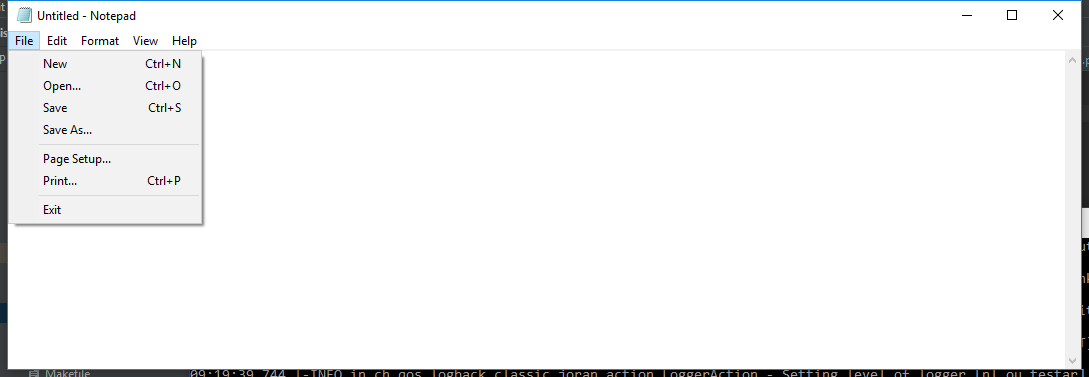 Untitled - Notepad
File Edit Format View Help
New Ctrl+N
Open... Ctrl+O
Save Ctrl+S
Save As...
Page Setup...
Print... Ctrl+P
Exit
Makefile 09:19:39,744 |-INFO in ch.qos.logback.classic.joran.action.LoggerAction - Setting level of logger [nl.ou.testar